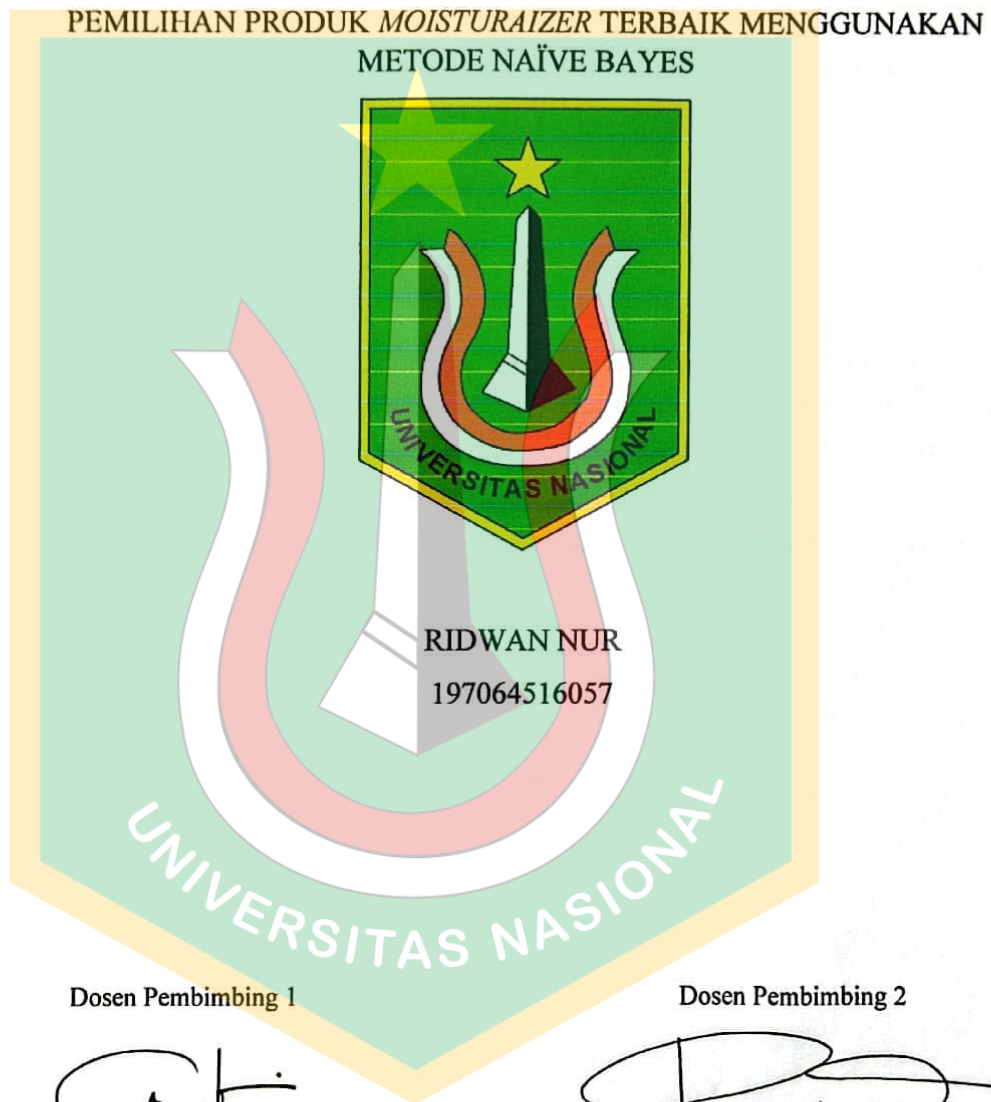 PEMILIHAN PRODUK MOISTURAIZER TERBAIK MENGGUNAKAN
METODE NAÏVE BAYES
UNIVERSITAS NASIONAL
RIDWAN NUR
197064516057
UNIVERSITAS NASIONAL
Dosen Pembimbing 1
Dosen Pembimbing 2